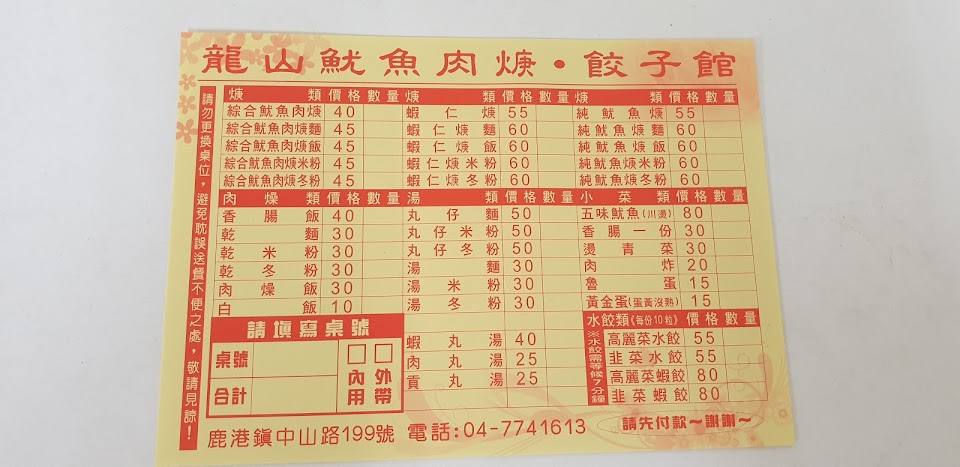 龍山魷魚肉焿·餃子館
請勿更換桌位，避免耽誤送餐不便之處，敬請見諒！
焿類 價格 數量
綜合魷魚肉焿 40
綜合魷魚肉焿麵 45
綜合魷魚肉焿飯 45
綜合魷魚肉焿米粉 45
綜合魷魚肉焿冬粉 45
焿類 價格 數量
蝦仁焿 55
蝦仁焿麵 60
蝦仁焿飯 60
蝦仁焿米粉 60
蝦仁焿冬粉 60
焿類 價格 數量
純魷魚焿 55
純魷魚焿麵 60
純魷魚焿飯 60
純魷魚焿米粉 60
純魷魚焿冬粉 60
肉燥類 價格 數量
香腸飯 40
乾麵 30
乾米粉 30
乾冬粉 30
肉燥飯 30
白飯 10
湯類 價格 數量
丸仔麵 50
丸仔米粉 50
丸仔冬粉 50
湯麵 30
湯米粉 30
湯冬粉 30
蝦丸湯 40
肉丸湯 25
貢丸湯 25
小菜類 價格 數量
五味魷魚(川燙) 80
香腸一份 30
燙青菜 30
肉炸 20
魯蛋 15
黃金蛋(蛋黃沒熟) 15
水餃類《每份10粒》 價格 數量
※水餃需等候7分鐘
高麗菜水餃 55
韭菜水餃 55
高麗菜蝦餃 80
韭菜蝦餃 80
請填寫桌號
桌號
合計
□內用 □外帶
鹿港鎮中山路199號 電話:04-7741613
請先付款～謝謝～